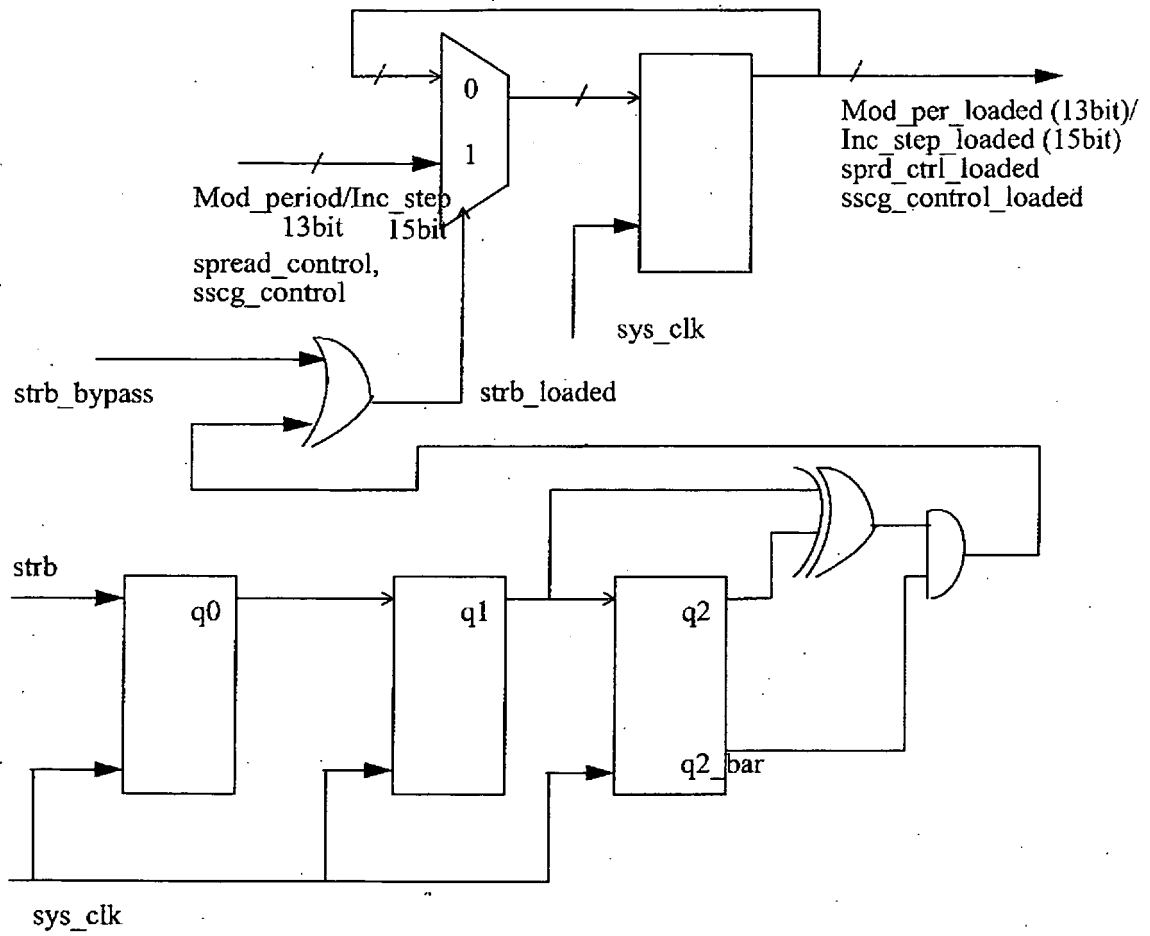 0
1
Mod_per_loaded (13bit)/
Inc_step_loaded (15bit)
sprd_ctrl_loaded
sscg_control_loaded
Mod_period/Inc_step
13bit 15bit
spread_control,
sscg_control
sys_clk
strb_bypass
strb_loaded
strb
q0
q1
q2
q2_bar
sys_clk